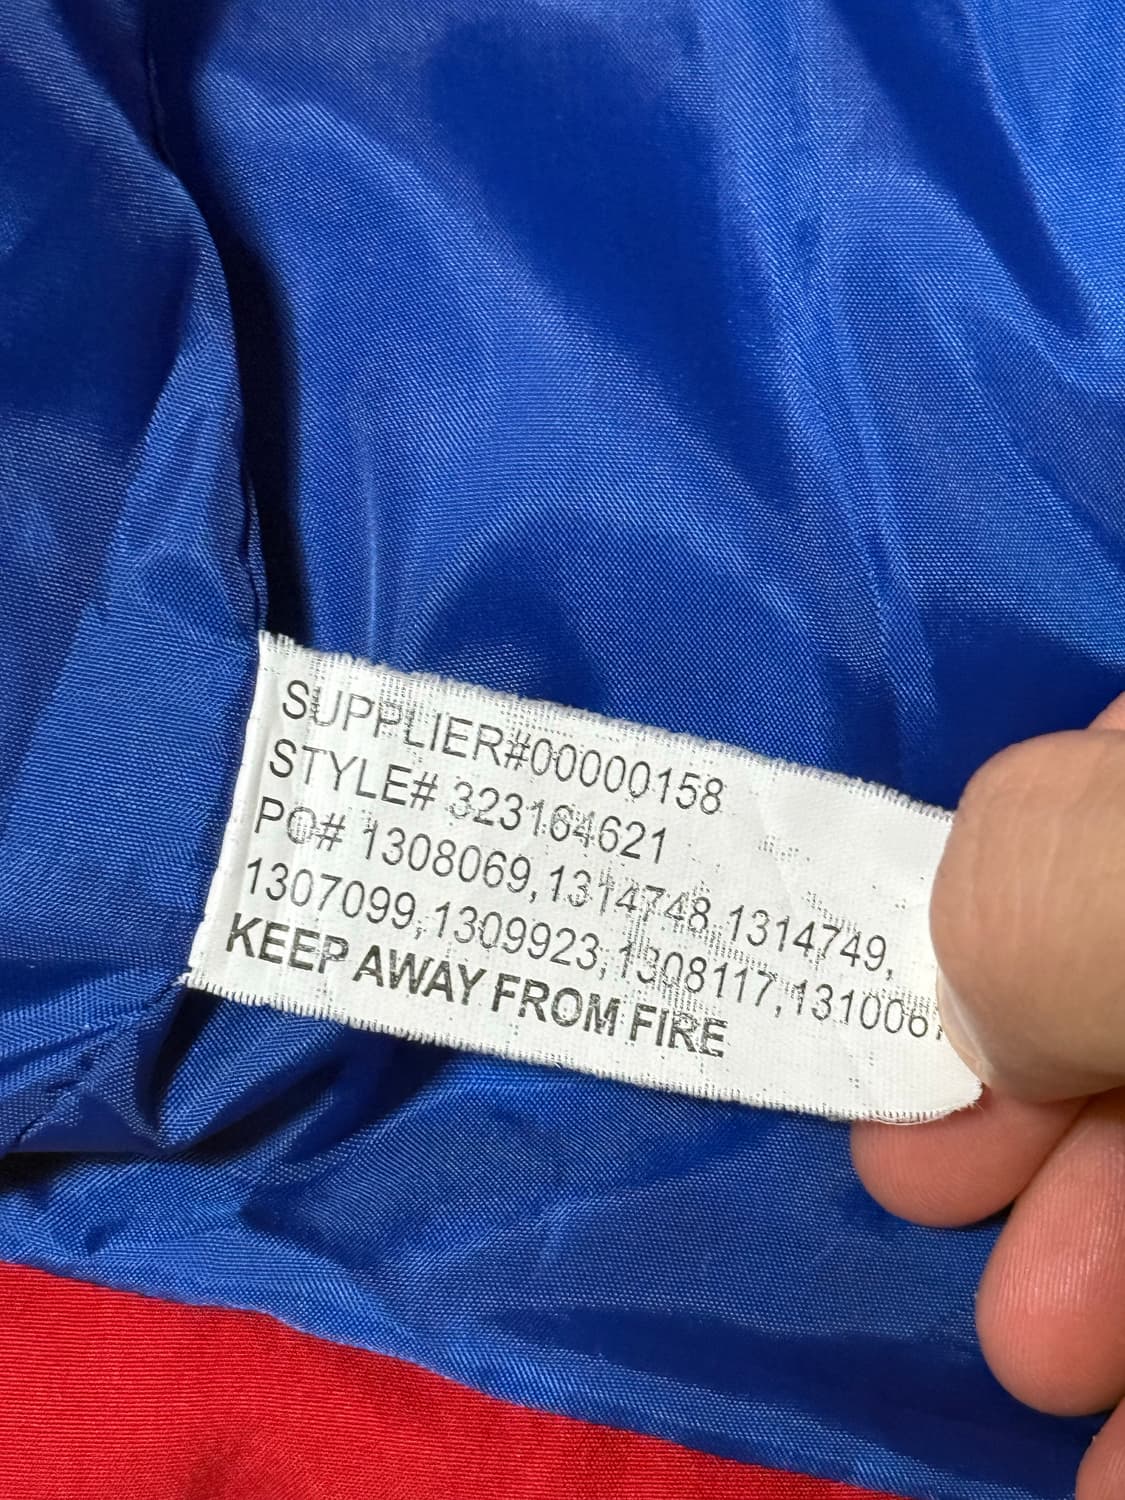 SUPPLIER#00000158
STYLE# 323164621
PO# 1308069,1314748,1314749,
1307099,1309923,1308117,
KEEP AWAY FROM FIRE